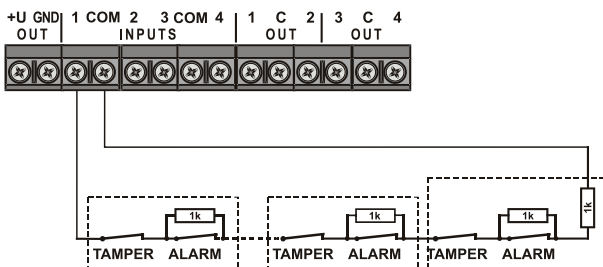 +U GND 1 COM 2 3 COM 4 1 C 2 3 C 4
OUT INPUTS OUT OUT
1k
1k 1k 1k
TAMPER ALARM TAMPER ALARM TAMPER ALARM